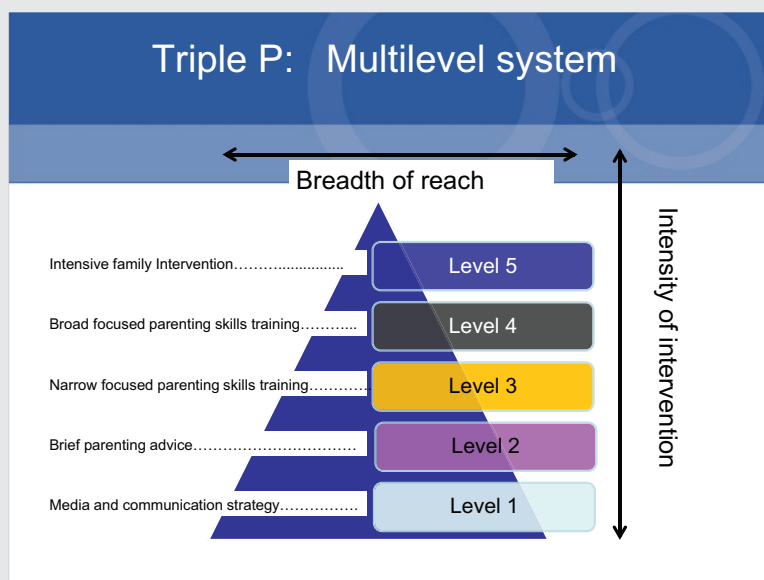 Triple P: Multilevel system
Breadth of reach
Intensity of intervention
Intensive family Intervention………................
Level 5
Broad focused parenting skills training………...
Level 4
Narrow focused parenting skills training…………
Level 3
Brief parenting advice………………………………
Level 2
Media and communication strategy………………
Level 1